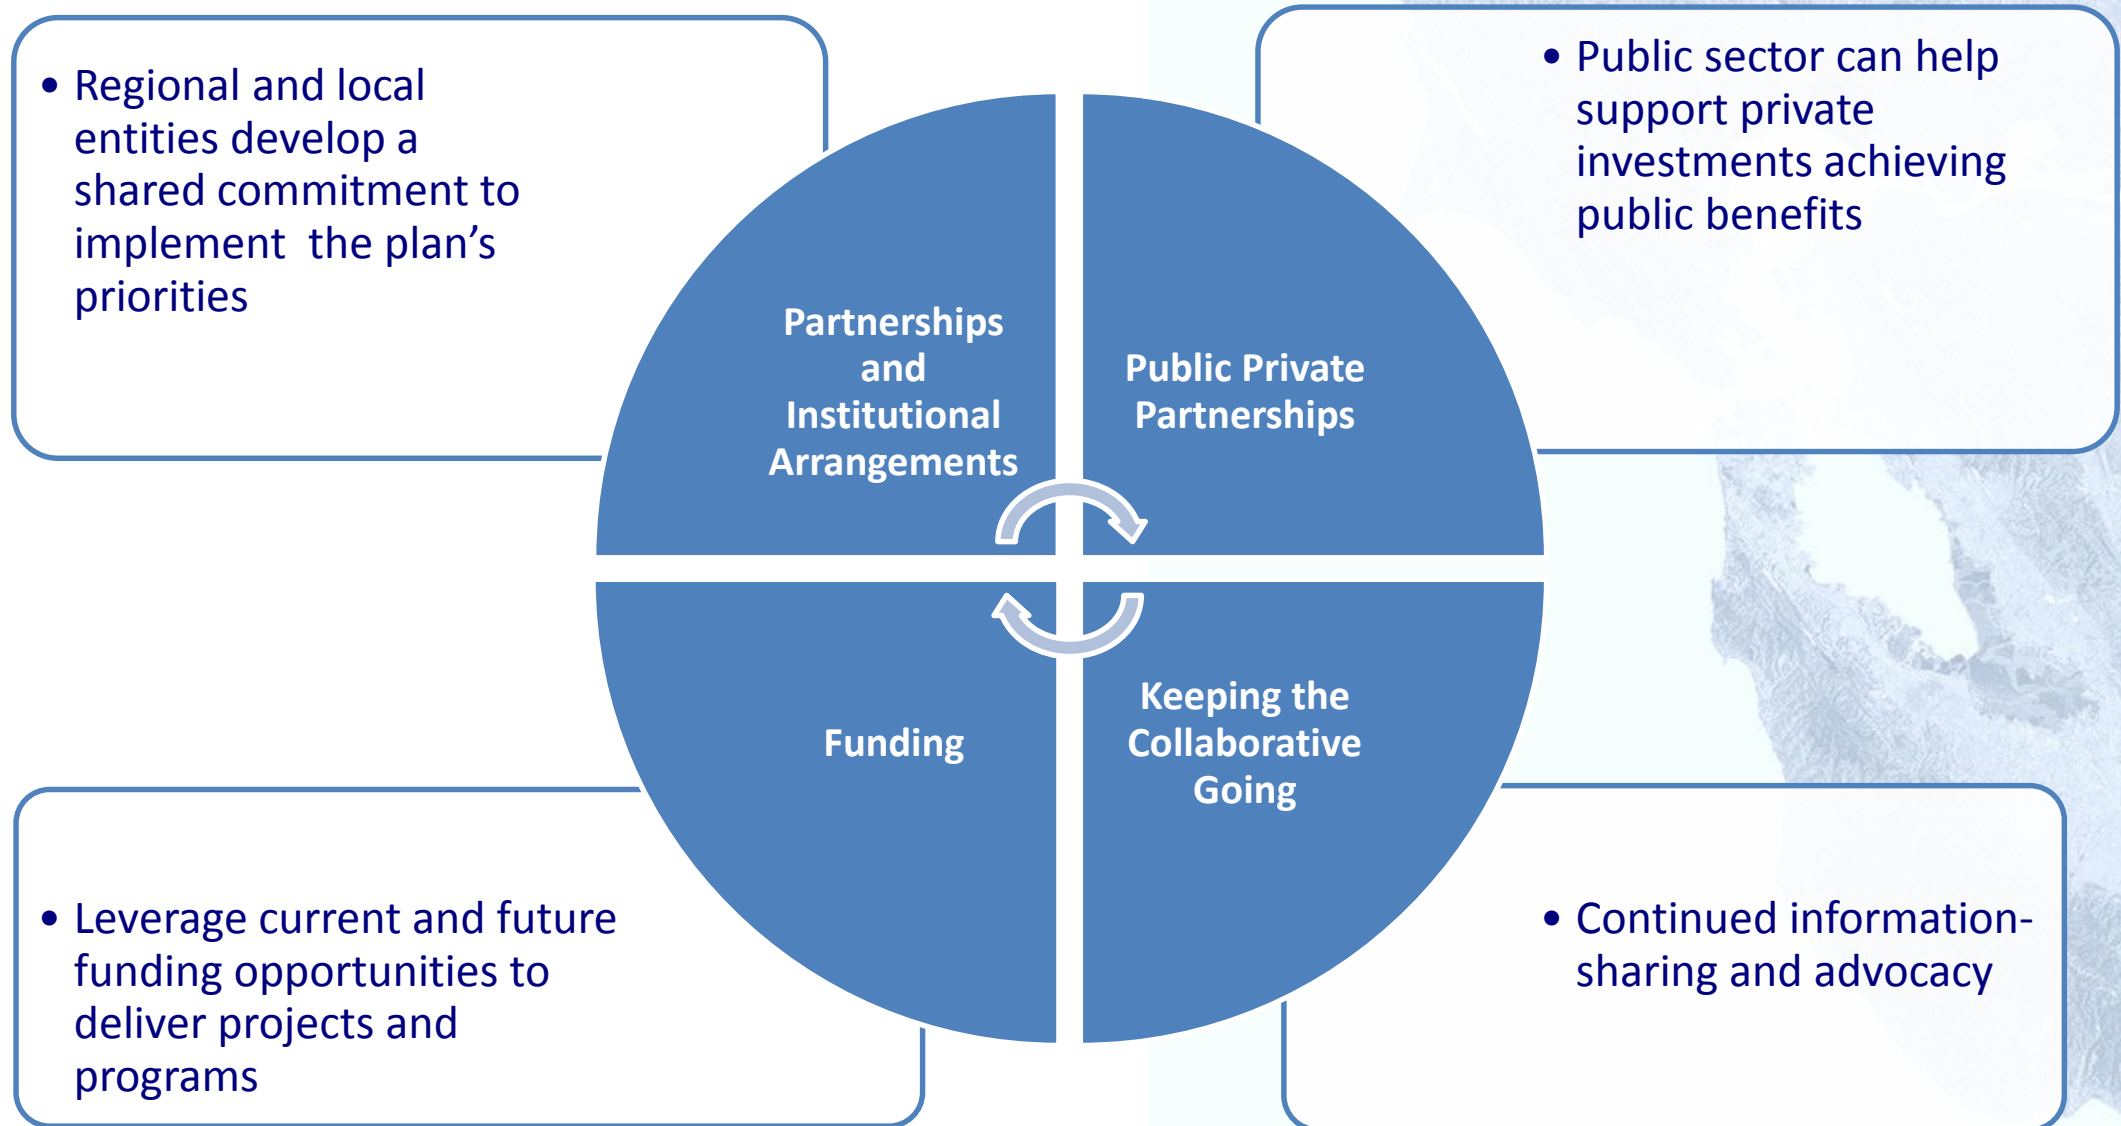 • Regional and local
entities develop a
shared commitment to
implement  the plan’s
priorities
• Public sector can help
support private
investments achieving
public benefits
Partnerships
and
Institutional
Arrangements
Public Private
Partnerships
Funding
Keeping the
Collaborative
Going
• Leverage current and future
funding opportunities to
deliver projects and
programs
• Continued information-
sharing and advocacy